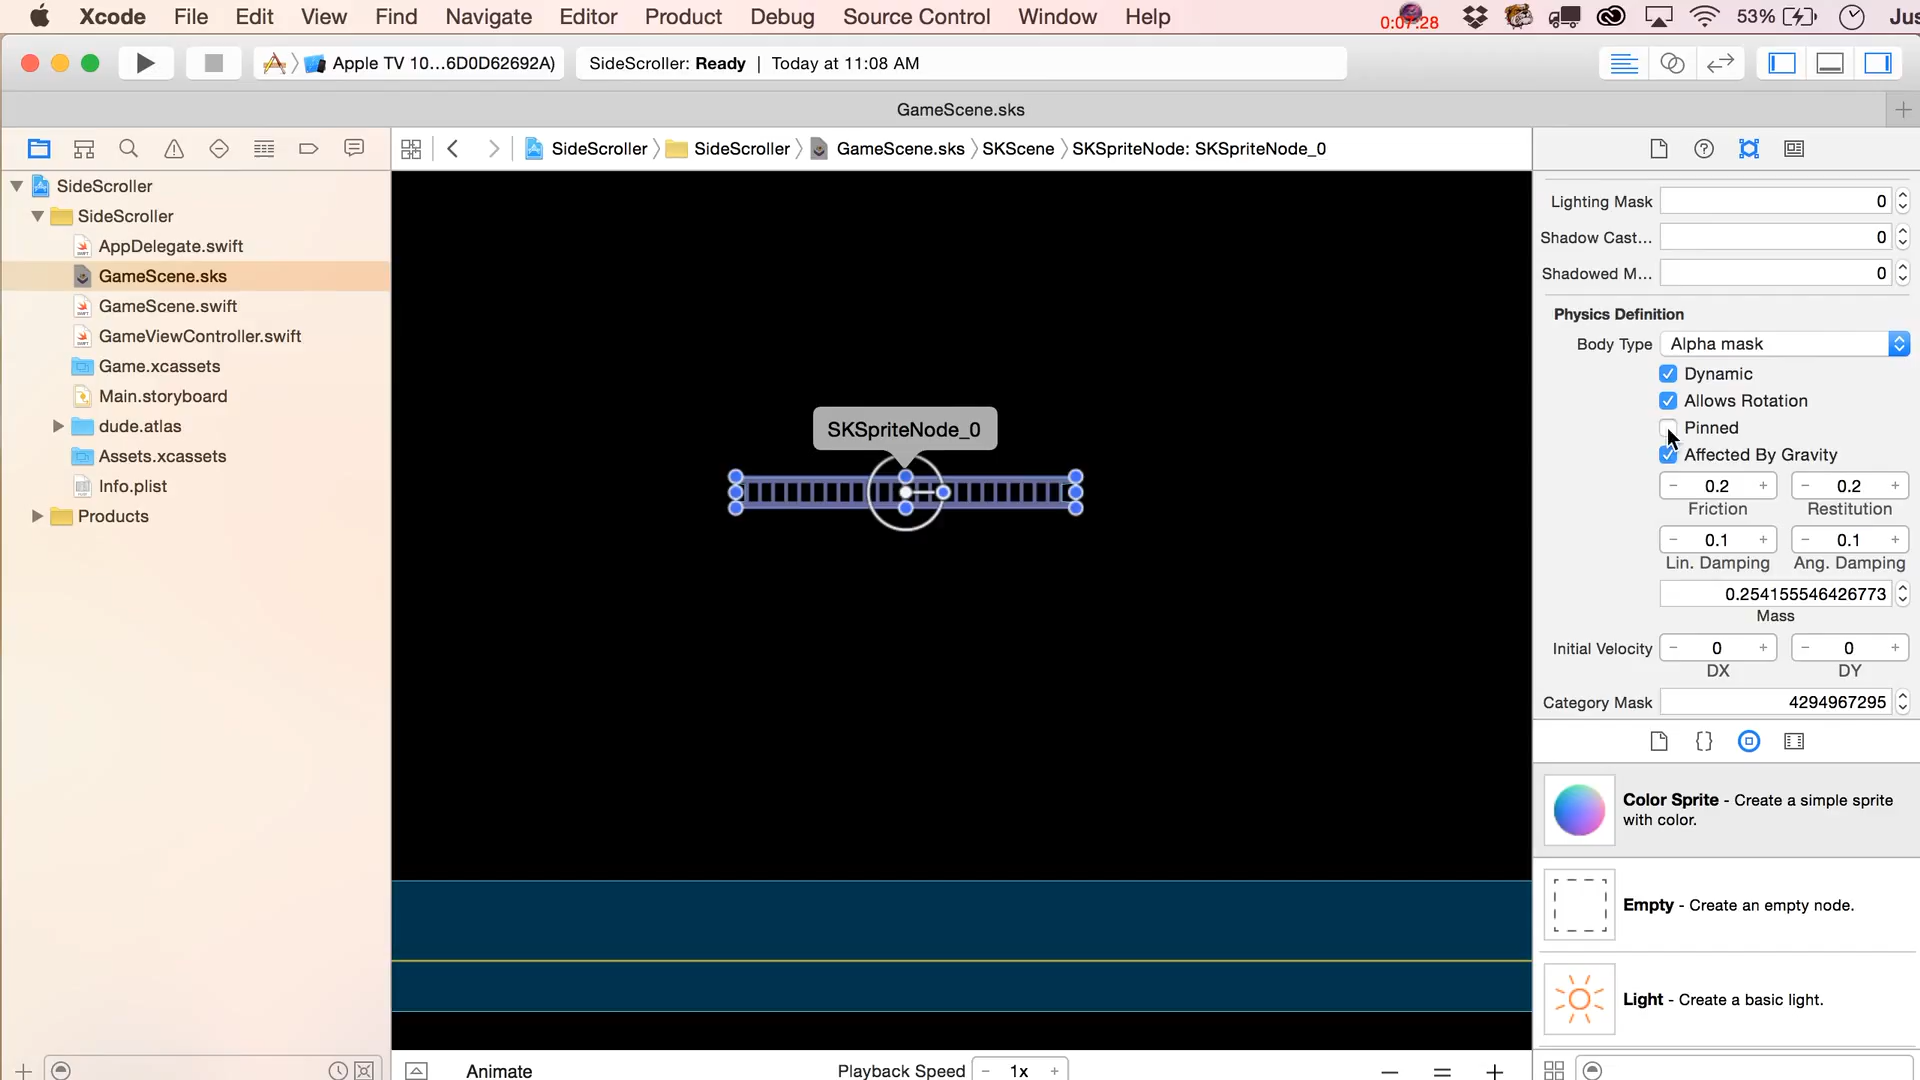 Xcode File Edit View Find Navigate Editor Product Debug Source Control Window Help 0:07:28 53% Jus
Apple TV 10...6D0D62692A) SideScroller: Ready | Today at 11:08 AM
GameScene.sks
SideScroller SideScroller GameScene.sks SKScene SKSpriteNode: SKSpriteNode_0
SideScroller
SideScroller
AppDelegate.swift
GameScene.sks
GameScene.swift
GameViewController.swift
Game.xcassets
Main.storyboard
dude.atlas
Assets.xcassets
Info.plist
Products
SKSpriteNode_0
Lighting Mask 0
Shadow Cast... 0
Shadowed M... 0
Physics Definition
Body Type Alpha mask
Dynamic
Allows Rotation
Pinned
Affected By Gravity
− 0.2 + − 0.2 +
Friction Restitution
− 0.1 + − 0.1 +
Lin. Damping Ang. Damping
0.254155546426773
Mass
Initial Velocity − 0 + − 0 +
DX DY
Category Mask 4294967295
Color Sprite - Create a simple sprite
with color.
Empty - Create an empty node.
Light - Create a basic light.
Animate Playback Speed − 1x +